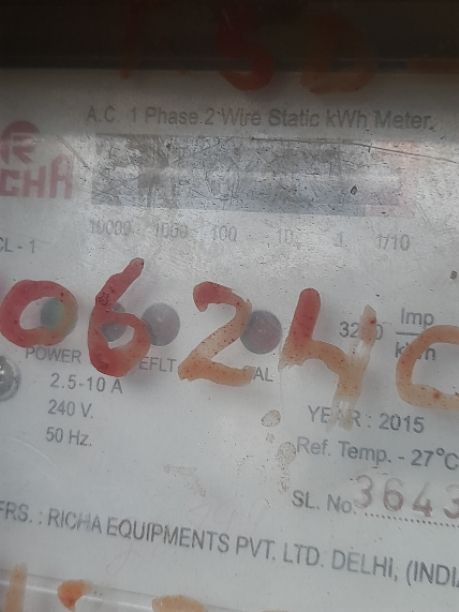 A.C. 1 Phase 2 Wire Static kWh Meter.
RICHA
10000 1000 100 10 1 1/10
CL - 1
06240
3200 Imp/kWh
POWER EFLT CAL
2.5-10 A
240 V.
50 Hz.
YEAR : 2015
Ref. Temp. - 27°C
SL. No. 3643
MFRS. : RICHA EQUIPMENTS PVT. LTD. DELHI, (INDIA